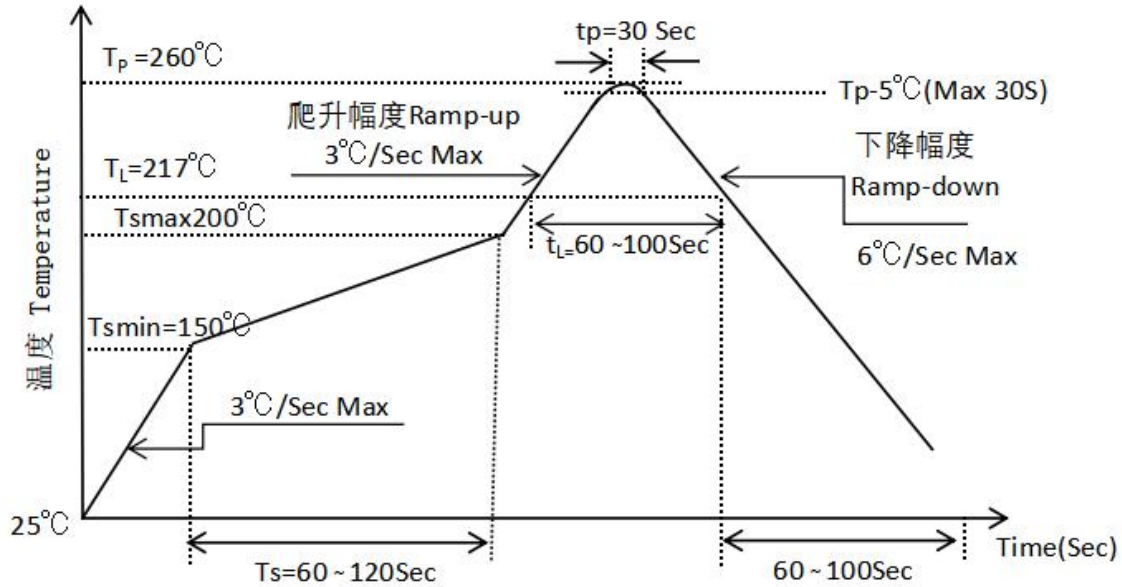 tp=30 Sec
TP =260℃
Tp-5℃(Max 30S)
爬升幅度Ramp-up
3℃/Sec Max
下降幅度
Ramp-down
6℃/Sec Max
TL=217℃
Tsmax200℃
tL=60 ~100Sec
Tsmin=150℃
温度 Temperature
3℃/Sec Max
25℃
Time(Sec)
Ts=60 ~ 120Sec
60 ~ 100Sec